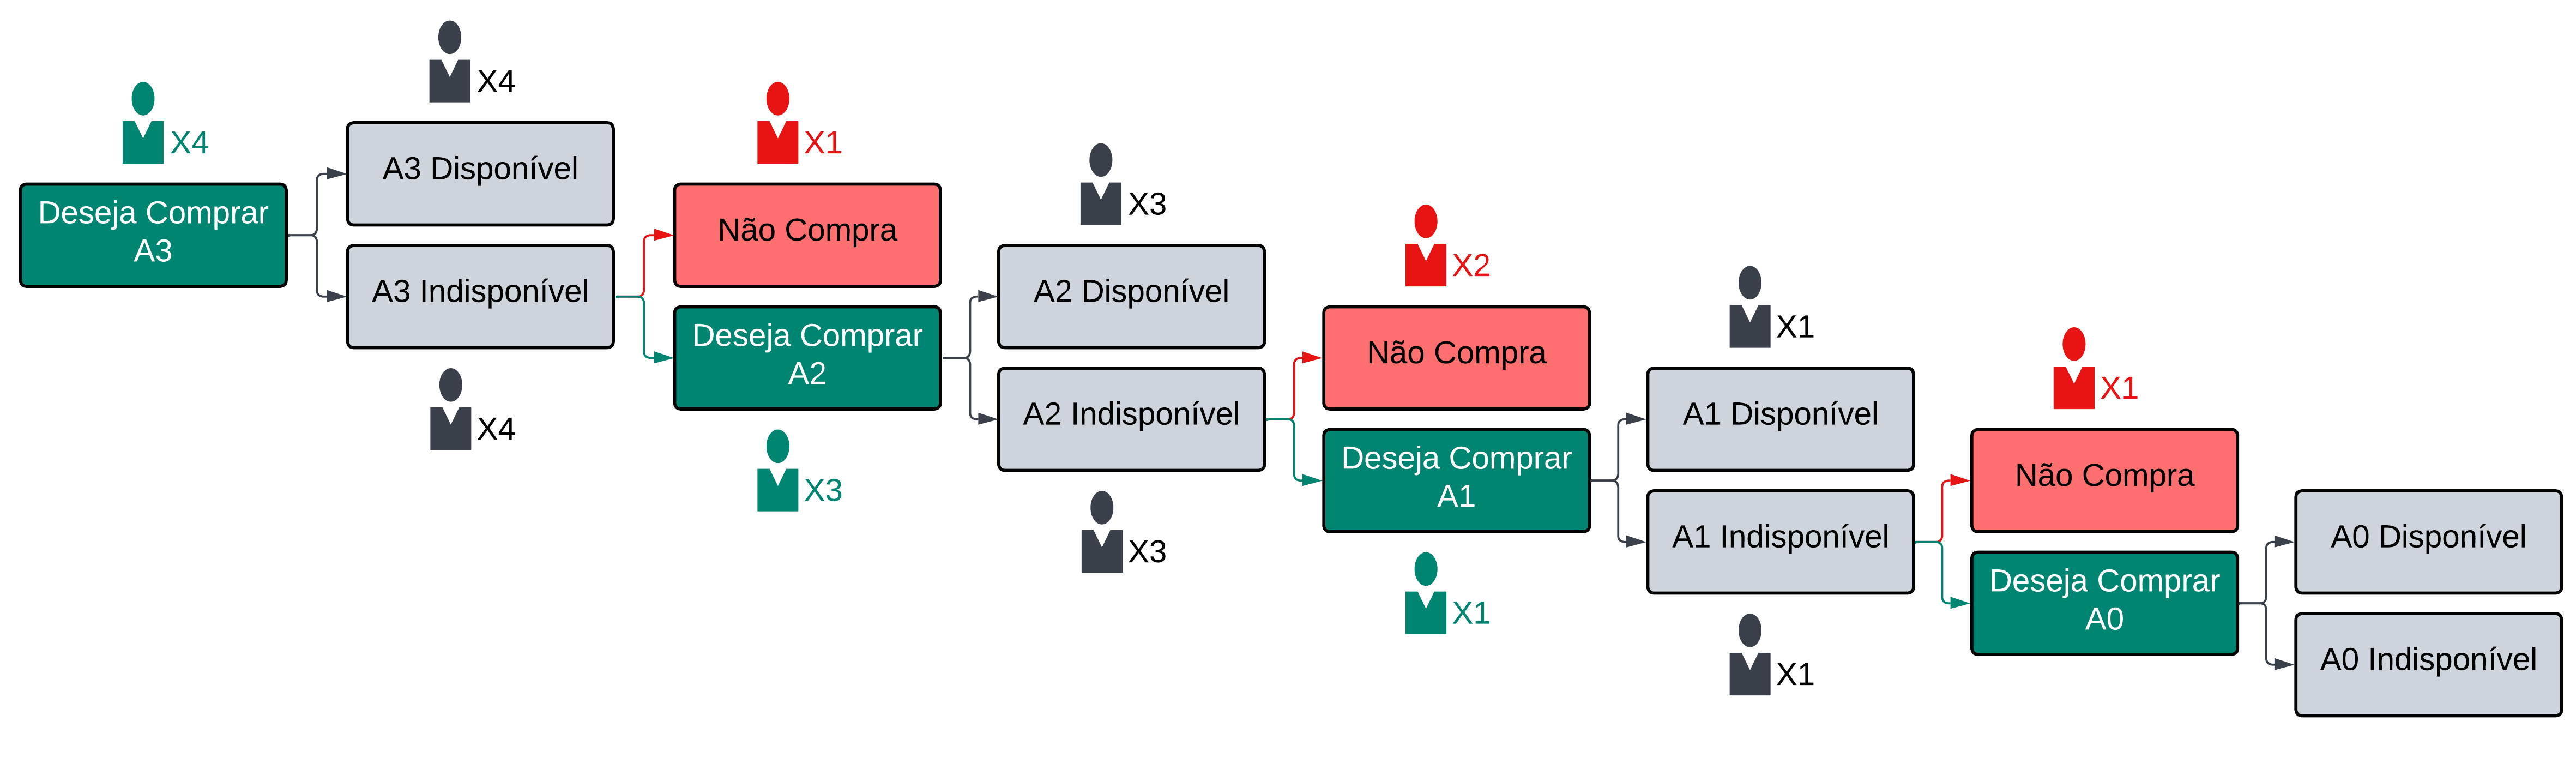 X4
Deseja Comprar
A3
X4
A3 Disponível
A3 Indisponível
X4
X1
Não Compra
Deseja Comprar
A2
X3
X3
A2 Disponível
A2 Indisponível
X3
X2
Não Compra
Deseja Comprar
A1
X1
X1
A1 Disponível
A1 Indisponível
X1
X1
Não Compra
Deseja Comprar
A0
A0 Disponível
A0 Indisponível